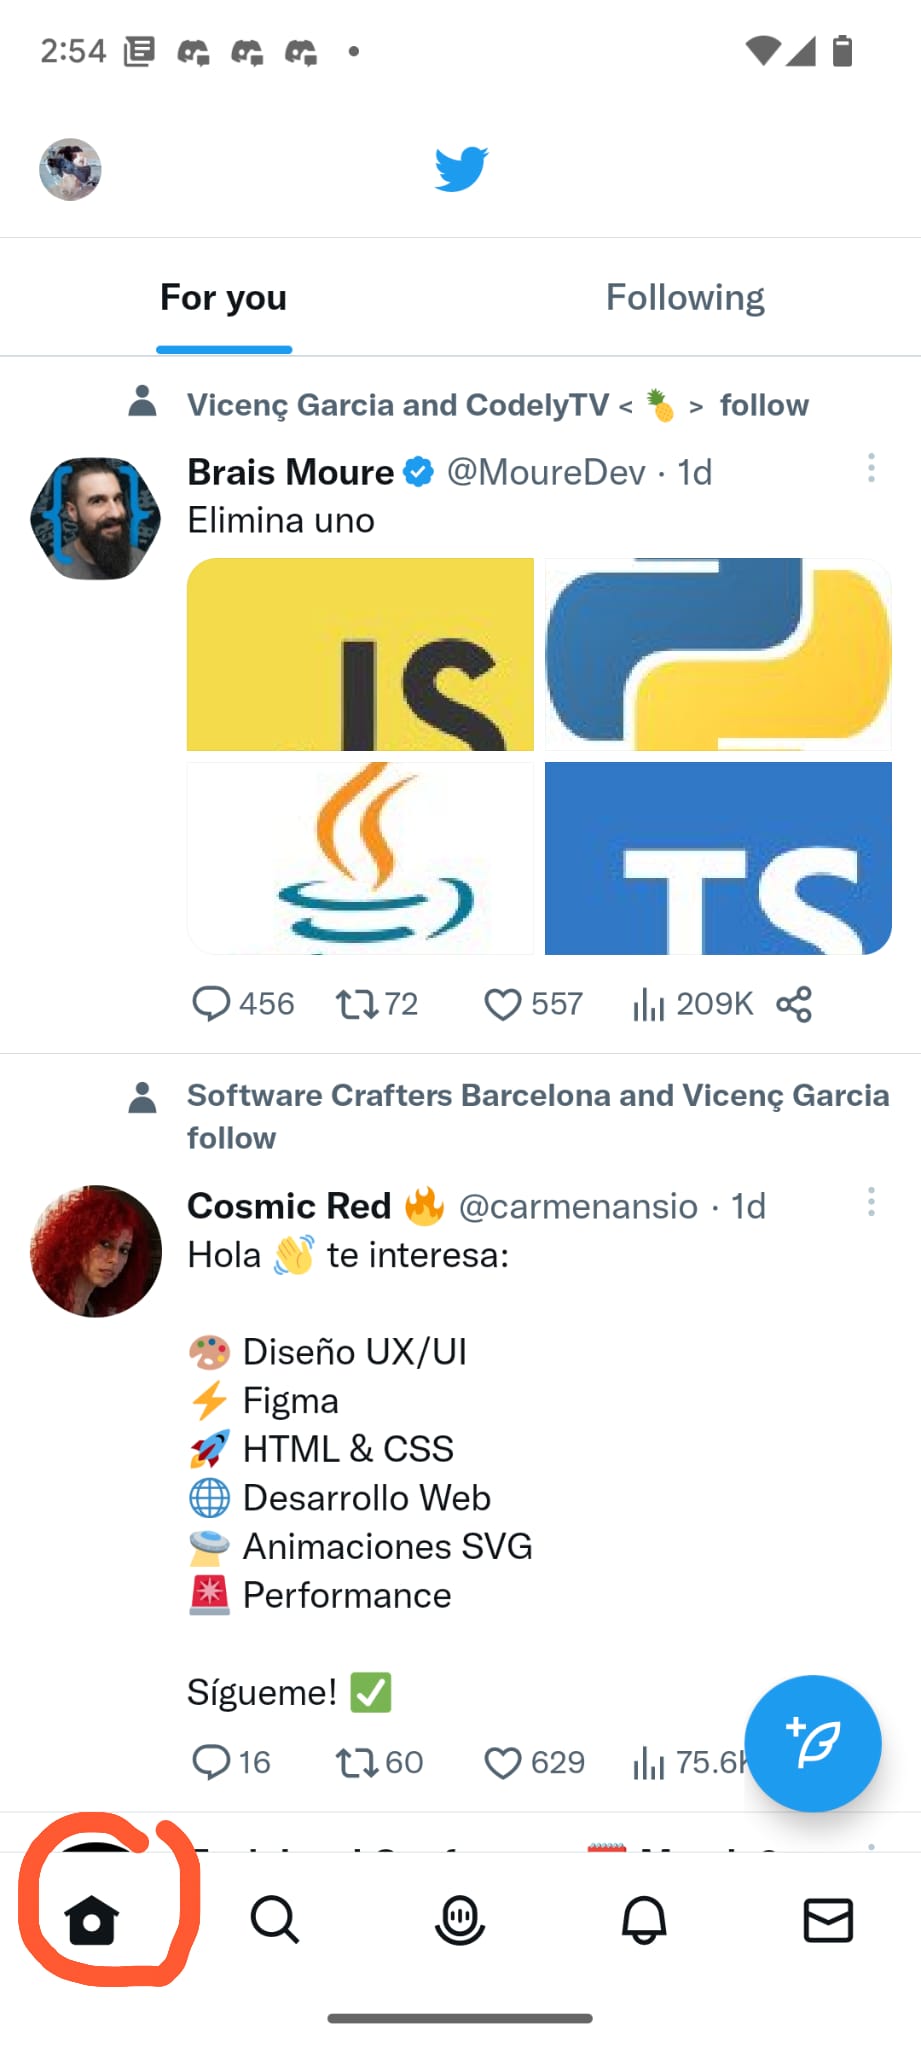 2:54
For you
Following
Vicenç Garcia and CodelyTV < 🍍 > follow
Brais Moure @MoureDev · 1d
Elimina uno
JS
TS
456 72 557 209K
Software Crafters Barcelona and Vicenç Garcia
follow
Cosmic Red 🔥 @carmenansio · 1d
Hola 👋 te interesa:
🎨 Diseño UX/UI
⚡ Figma
🚀 HTML & CSS
🌐 Desarrollo Web
🛸 Animaciones SVG
🚨 Performance
Sígueme! ✅
16 60 629 75.6K